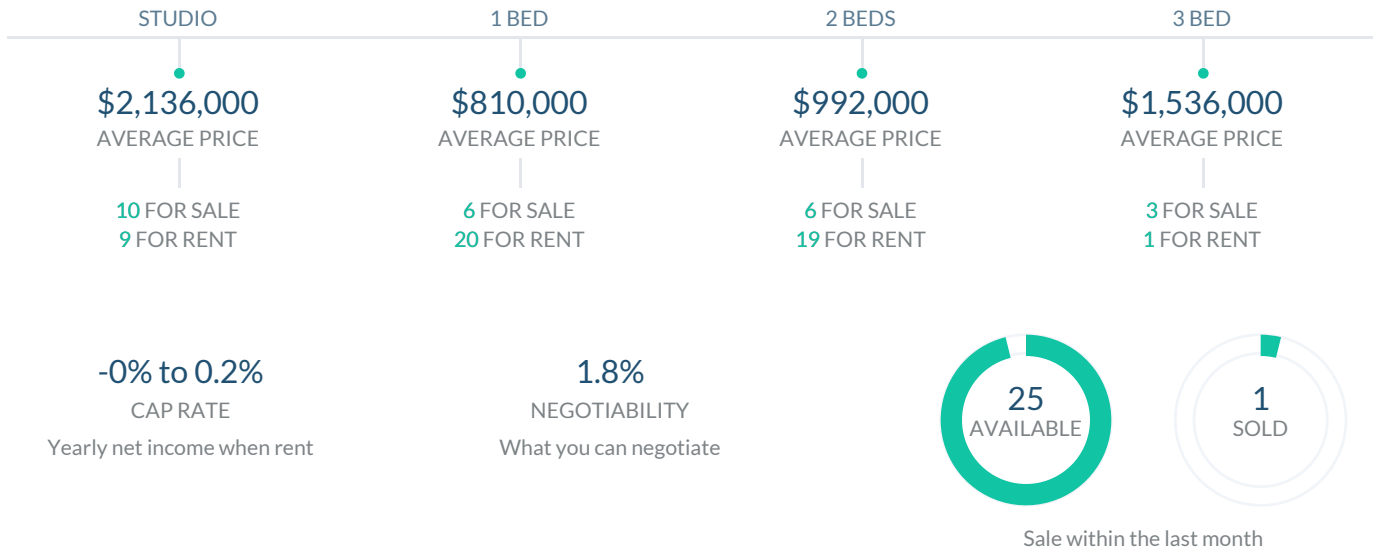 STUDIO
1 BED
2 BEDS
3 BED
$2,136,000
$810,000
$992,000
$1,536,000
AVERAGE PRICE
AVERAGE PRICE
AVERAGE PRICE
AVERAGE PRICE
10 FOR SALE
6 FOR SALE
6 FOR SALE
3 FOR SALE
9 FOR RENT
20 FOR RENT
19 FOR RENT
1 FOR RENT
-0% to 0.2%
CAP RATE
Yearly net income when rent
1.8%
NEGOTIABILITY
What you can negotiate
25
AVAILABLE
1
SOLD
Sale within the last month